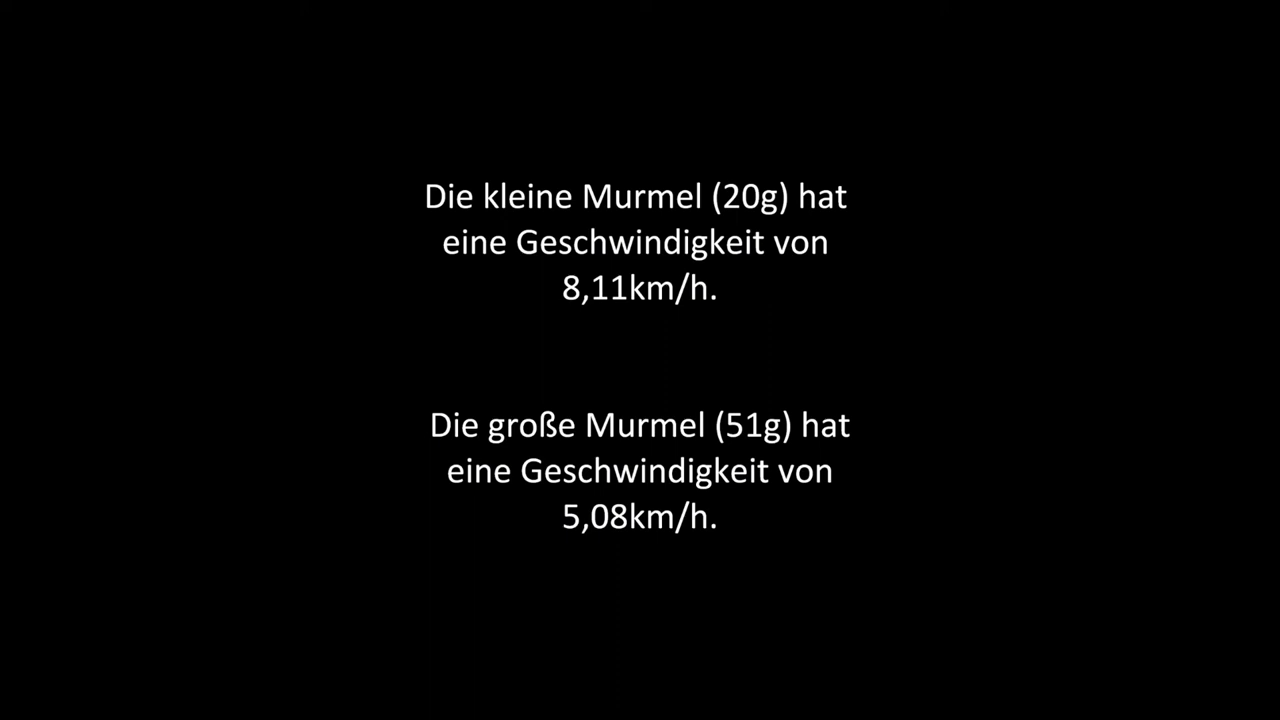 Die kleine Murmel (20g) hat
eine Geschwindigkeit von
8,11km/h.
Die große Murmel (51g) hat
eine Geschwindigkeit von
5,08km/h.